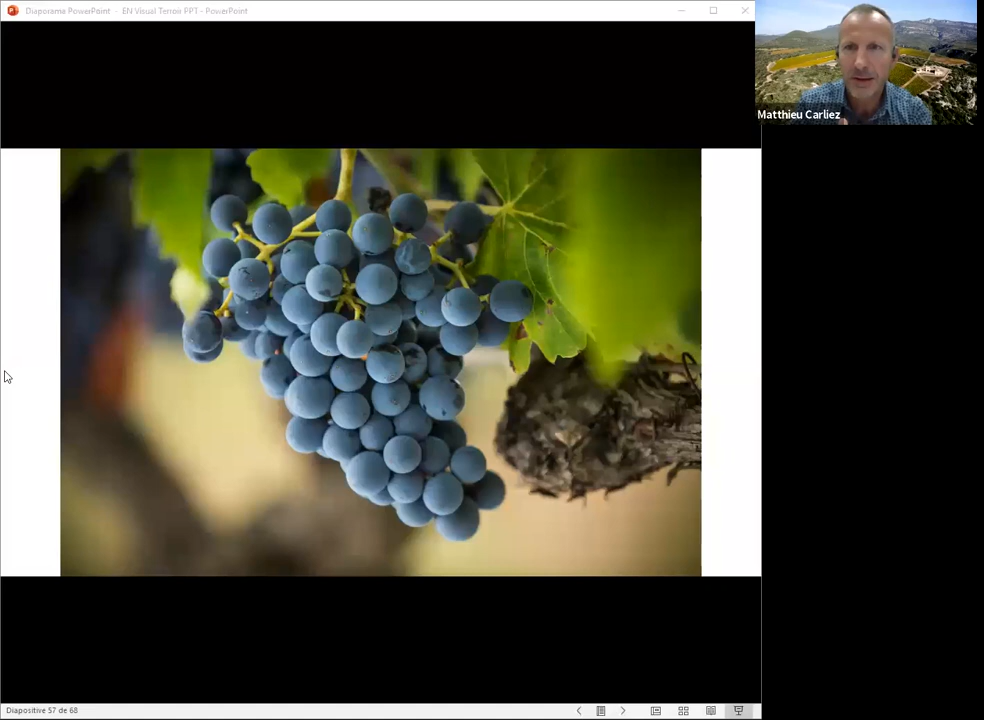 Diaporama PowerPoint - EN Visual Terroir PPT - PowerPoint
Matthieu Carliez
Diapositive 57 de 68